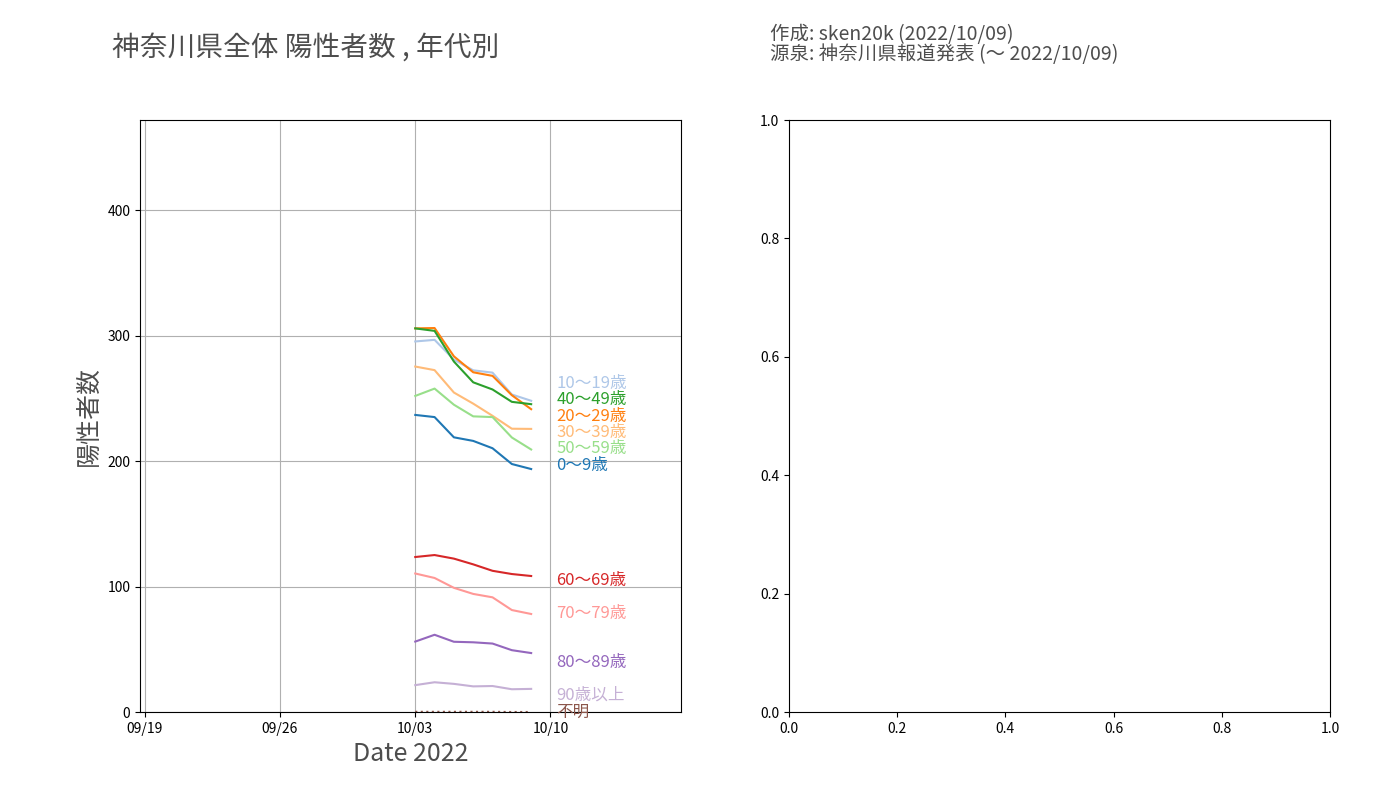 神奈川県全体 陽性者数 , 年代別
作成: sken20k (2022/10/09)
源泉: 神奈川県報道発表 (〜 2022/10/09)
陽性者数
400
300
200
100
0
10〜19歳
40〜49歳
20〜29歳
30〜39歳
50〜59歳
0〜9歳
60〜69歳
70〜79歳
80〜89歳
90歳以上
不明
09/19
09/26
10/03
10/10
Date 2022
1.0
0.8
0.6
0.4
0.2
0.0
0.0
0.2
0.4
0.6
0.8
1.0